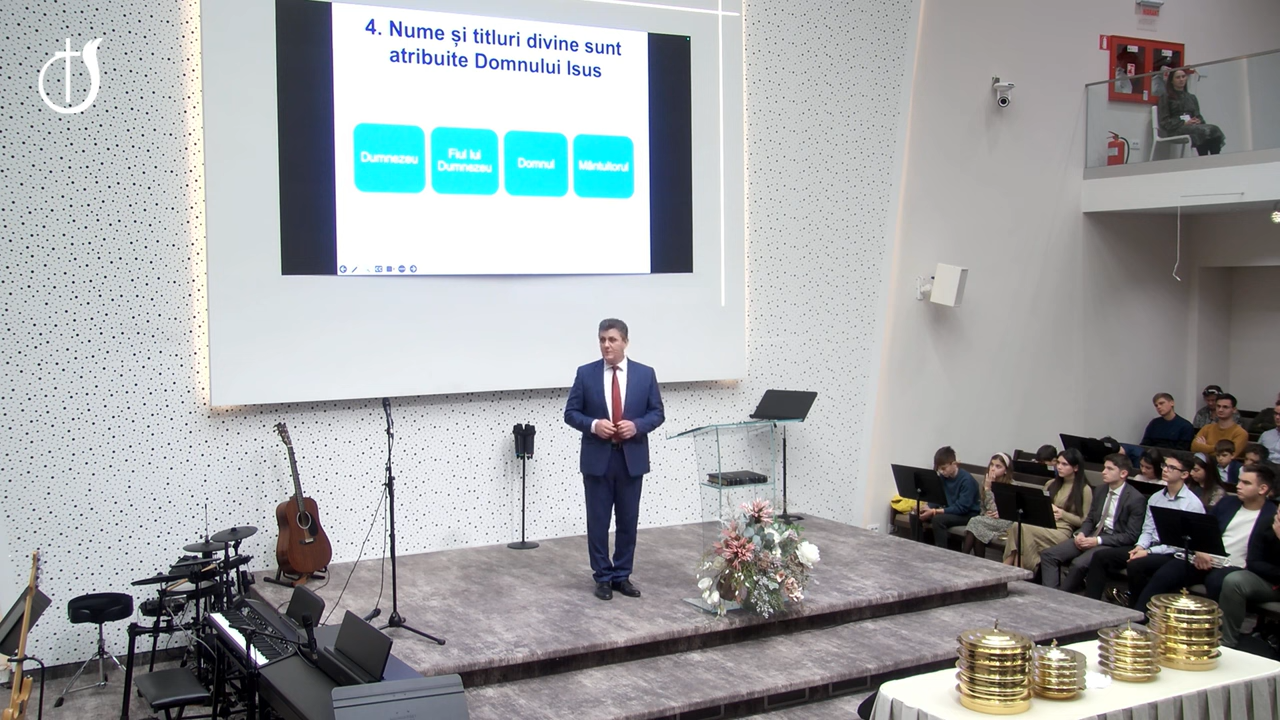 4. Nume și titluri divine sunt
atribuite Domnului Isus
Dumnezeu
Fiul lui
Dumnezeu
Domnul
Mântuitorul